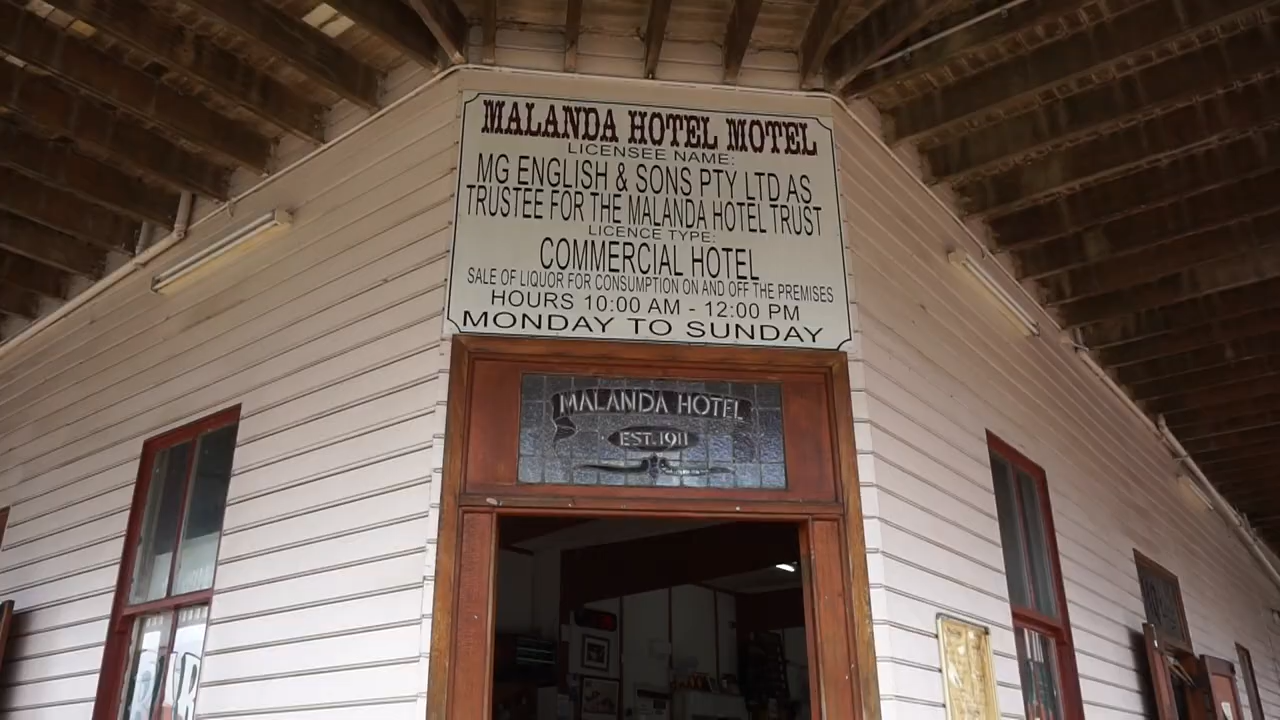 MALANDA HOTEL MOTEL
LICENSEE NAME:
MG ENGLISH & SONS PTY LTD AS
TRUSTEE FOR THE MALANDA HOTEL TRUST
LICENCE TYPE:
COMMERCIAL HOTEL
SALE OF LIQUOR FOR CONSUMPTION ON AND OFF THE PREMISES
HOURS 10:00 AM - 12:00 PM
MONDAY TO SUNDAY
MALANDA HOTEL
EST. 1911